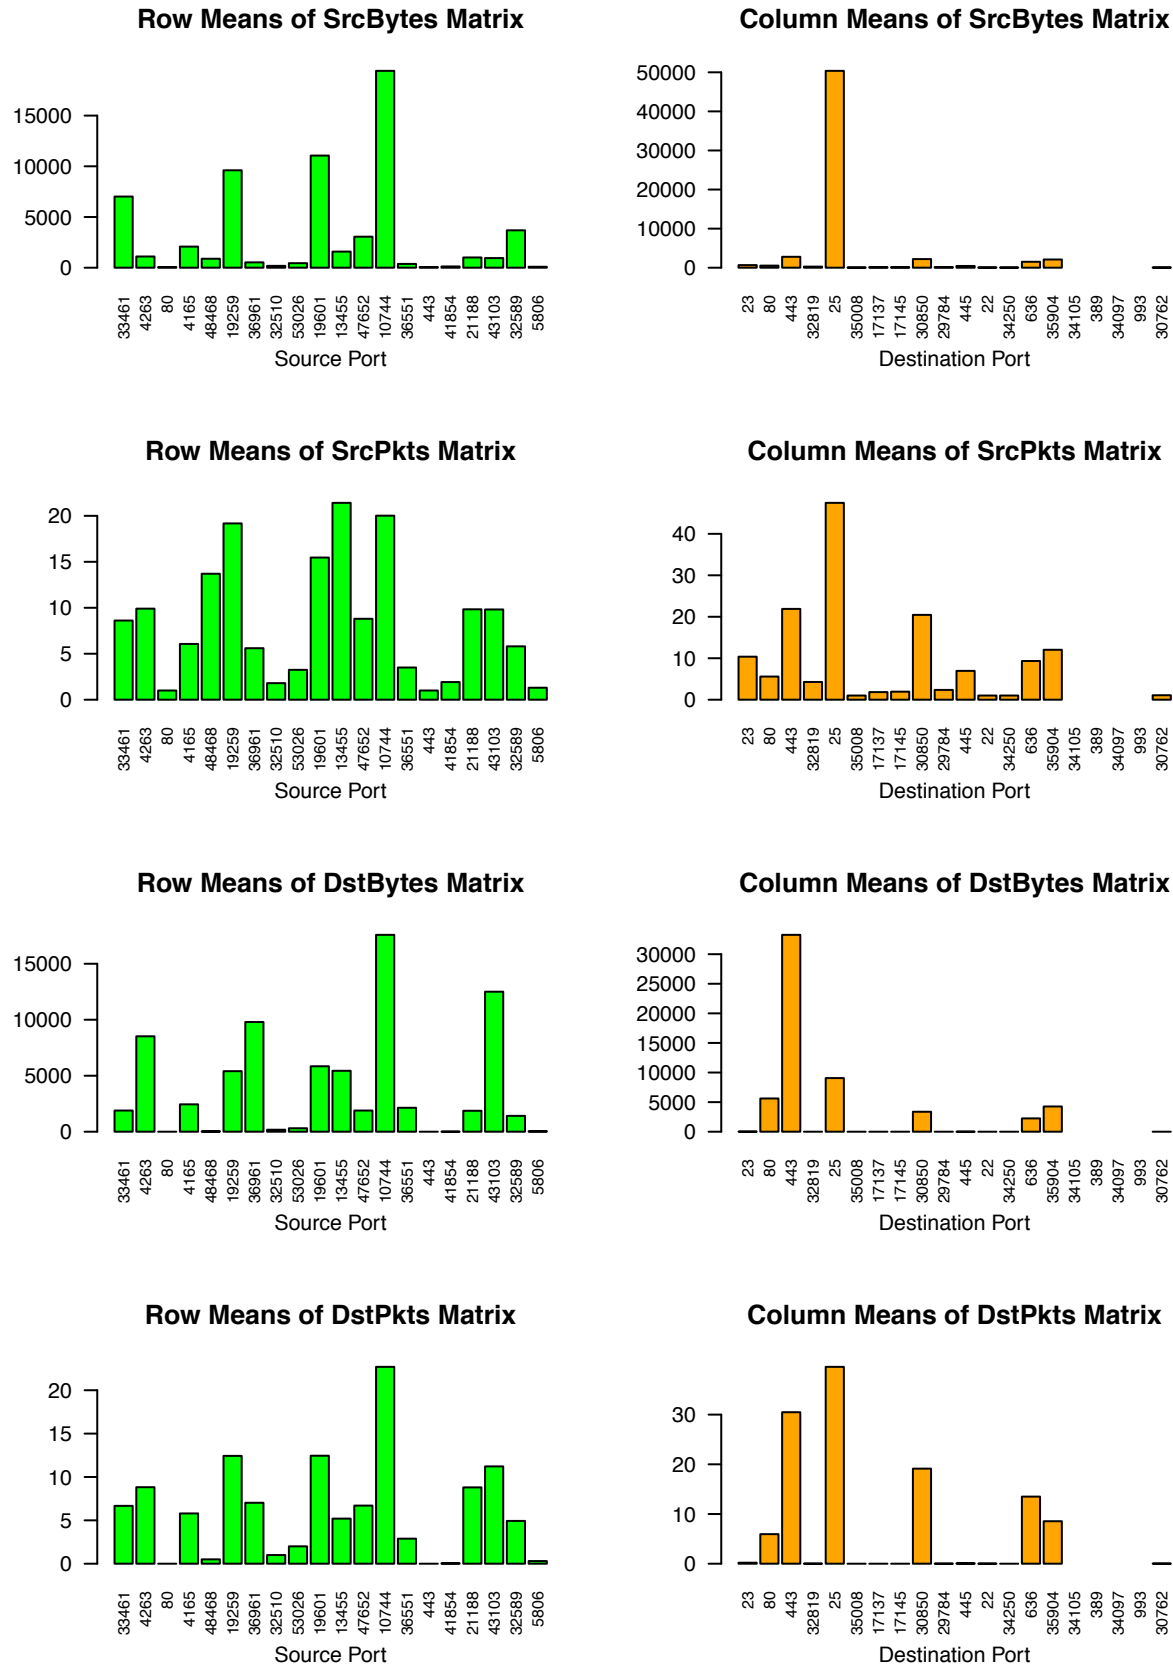 Row Means of SrcBytes Matrix
15000
10000
5000
0
33461 4263 80 4165 48468 19259 36961 32510 53026 19601 13455 47652 10744 36551 443 41854 21188 43103 32589 5806
Source Port
Column Means of SrcBytes Matrix
50000
40000
30000
20000
10000
0
23 80 443 32819 25 35008 17137 17145 30850 29784 445 22 34250 636 35904 34105 389 34097 993 30762
Destination Port
Row Means of SrcPkts Matrix
20
15
10
5
0
33461 4263 80 4165 48468 19259 36961 32510 53026 19601 13455 47652 10744 36551 443 41854 21188 43103 32589 5806
Source Port
Column Means of SrcPkts Matrix
40
30
20
10
0
23 80 443 32819 25 35008 17137 17145 30850 29784 445 22 34250 636 35904 34105 389 34097 993 30762
Destination Port
Row Means of DstBytes Matrix
15000
10000
5000
0
33461 4263 80 4165 48468 19259 36961 32510 53026 19601 13455 47652 10744 36551 443 41854 21188 43103 32589 5806
Source Port
Column Means of DstBytes Matrix
30000
25000
20000
15000
10000
5000
0
23 80 443 32819 25 35008 17137 17145 30850 29784 445 22 34250 636 35904 34105 389 34097 993 30762
Destination Port
Row Means of DstPkts Matrix
20
15
10
5
0
33461 4263 80 4165 48468 19259 36961 32510 53026 19601 13455 47652 10744 36551 443 41854 21188 43103 32589 5806
Source Port
Column Means of DstPkts Matrix
30
20
10
0
23 80 443 32819 25 35008 17137 17145 30850 29784 445 22 34250 636 35904 34105 389 34097 993 30762
Destination Port